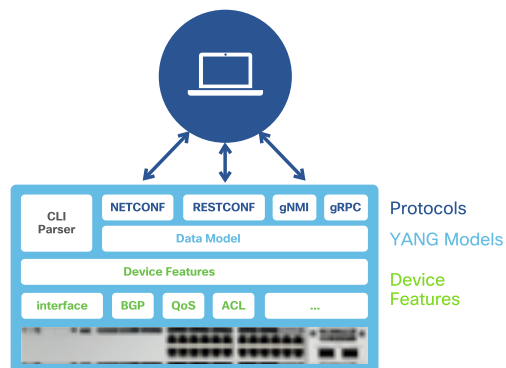 CLI
Parser
NETCONF
RESTCONF
gNMI
gRPC
Protocols
Data Model
YANG Models
Device Features
Device
Features
interface
BGP
QoS
ACL
...